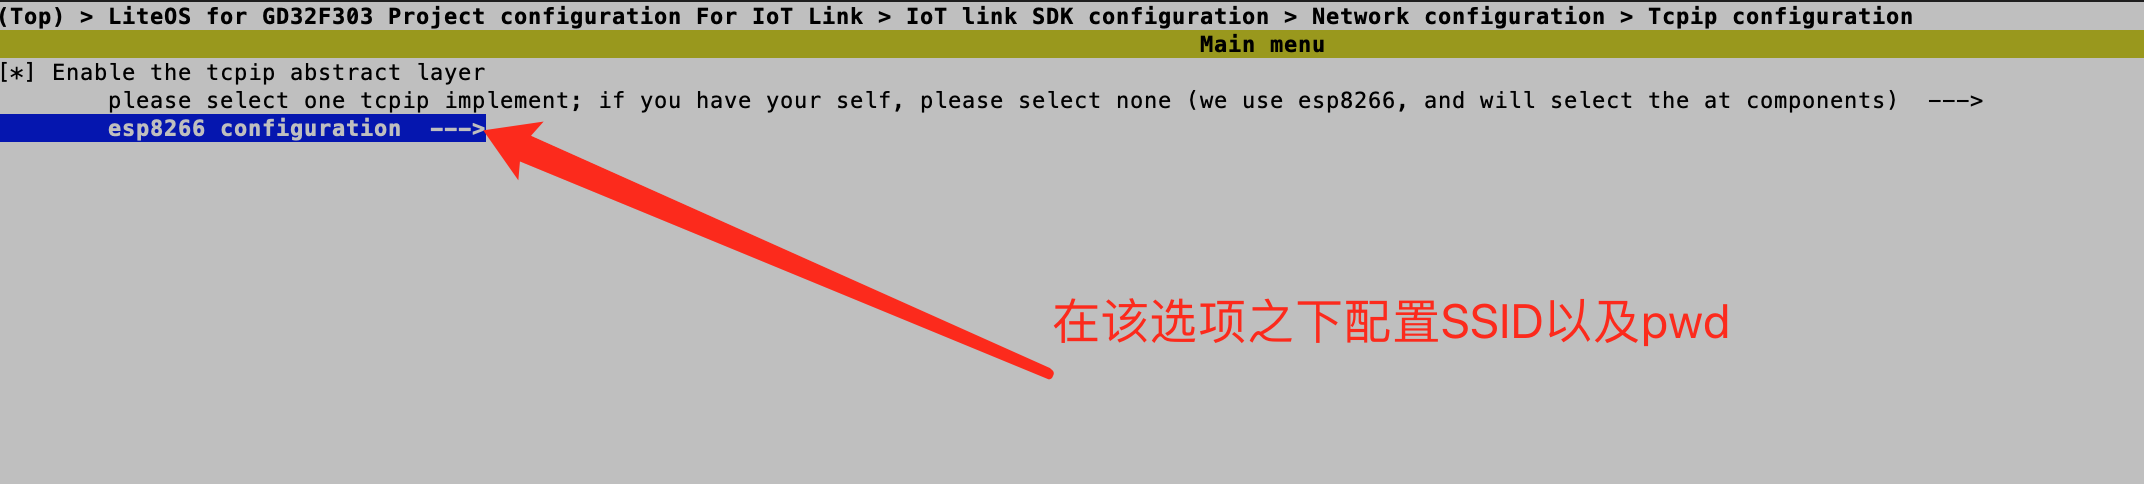 (Top) > LiteOS for GD32F303 Project configuration For IoT Link > IoT link SDK configuration > Network configuration > Tcpip configuration
Main menu
[*] Enable the tcpip abstract layer
please select one tcpip implement; if you have your self, please select none (we use esp8266, and will select the at components)  --->
esp8266 configuration  --->
在该选项之下配置SSID以及pwd